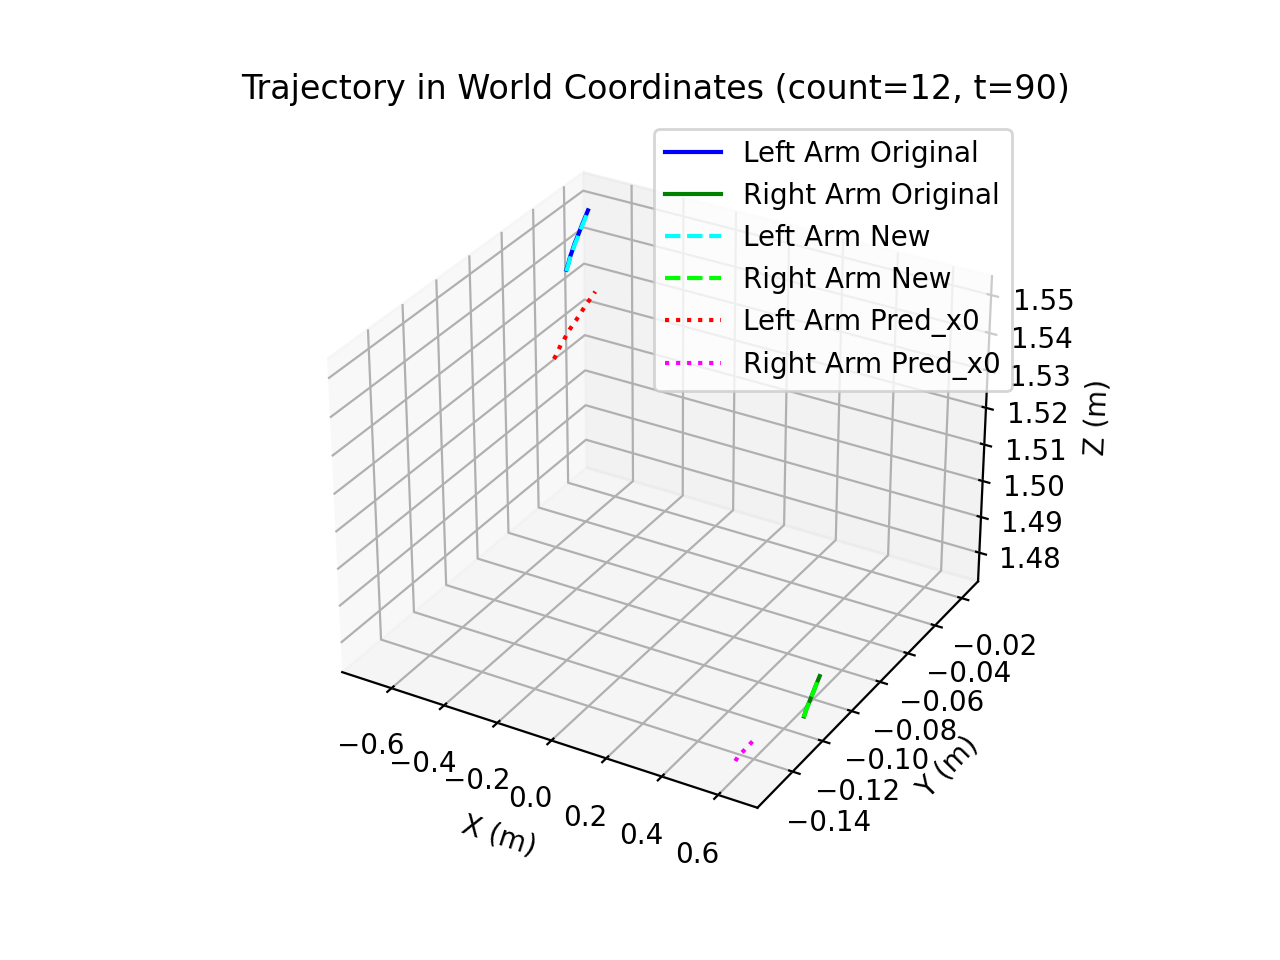 Trajectory in World Coordinates (count=12, t=90)
Left Arm Original
Right Arm Original
Left Arm New
Right Arm New
Left Arm Pred_x0
Right Arm Pred_x0
1.55
1.54
1.53
1.52
1.51
1.50
1.49
1.48
Z (m)
−0.02
−0.04
−0.06
−0.08
−0.10
−0.12
−0.14
Y (m)
−0.6
−0.4
−0.2
0.0
0.2
0.4
0.6
X (m)